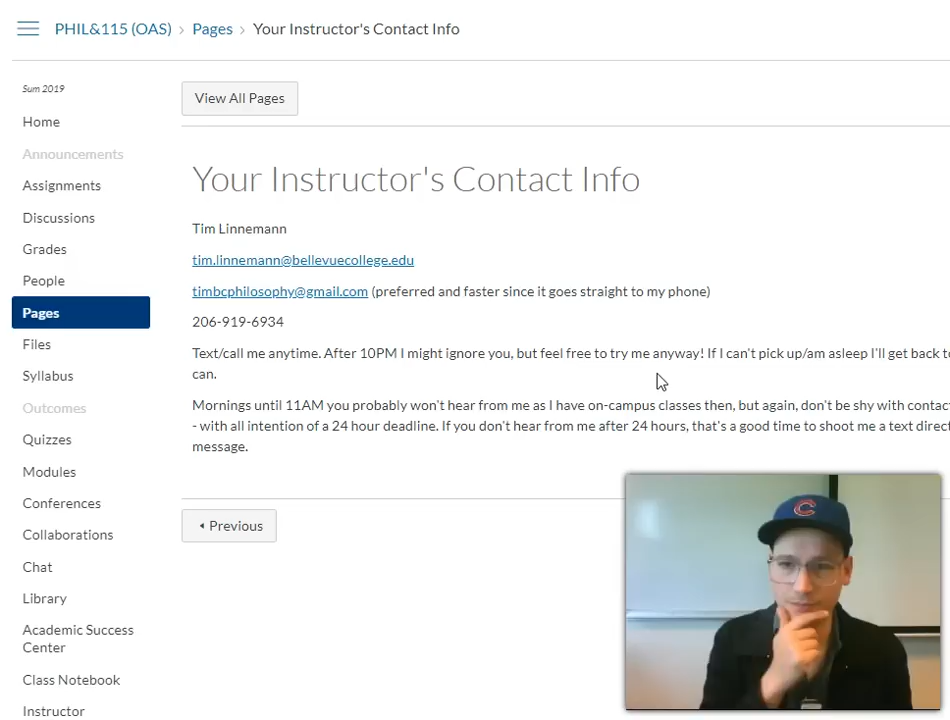 PHIL&115 (OAS) › Pages › Your Instructor's Contact Info
Sum 2019
Home
Announcements
Assignments
Discussions
Grades
People
Pages
Files
Syllabus
Outcomes
Quizzes
Modules
Conferences
Collaborations
Chat
Library
Academic Success
Center
Class Notebook
Instructor
View All Pages
Your Instructor's Contact Info
Tim Linnemann
tim.linnemann@bellevuecollege.edu
timbcphilosophy@gmail.com (preferred and faster since it goes straight to my phone)
206-919-6934
Text/call me anytime. After 10PM I might ignore you, but feel free to try me anyway! If I can't pick up/am asleep I'll get back to
can.
Mornings until 11AM you probably won't hear from me as I have on-campus classes then, but again, don't be shy with contac
- with all intention of a 24 hour deadline. If you don't hear from me after 24 hours, that's a good time to shoot me a text direc
message.
Previous
C